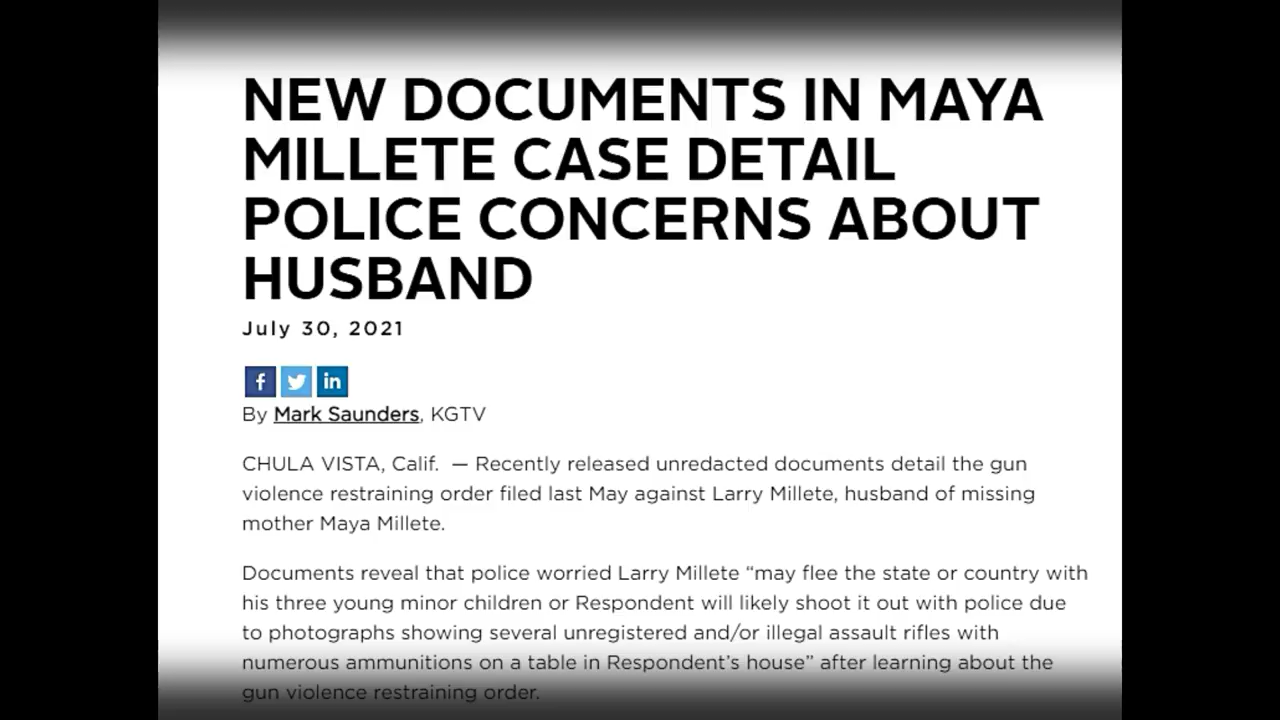 NEW DOCUMENTS IN MAYA
MILLETE CASE DETAIL
POLICE CONCERNS ABOUT
HUSBAND
July 30, 2021
f in
By Mark Saunders, KGTV
CHULA VISTA, Calif. — Recently released unredacted documents detail the gun
violence restraining order filed last May against Larry Millete, husband of missing
mother Maya Millete.
Documents reveal that police worried Larry Millete “may flee the state or country with
his three young minor children or Respondent will likely shoot it out with police due
to photographs showing several unregistered and/or illegal assault rifles with
numerous ammunitions on a table in Respondent’s house” after learning about the
gun violence restraining order.